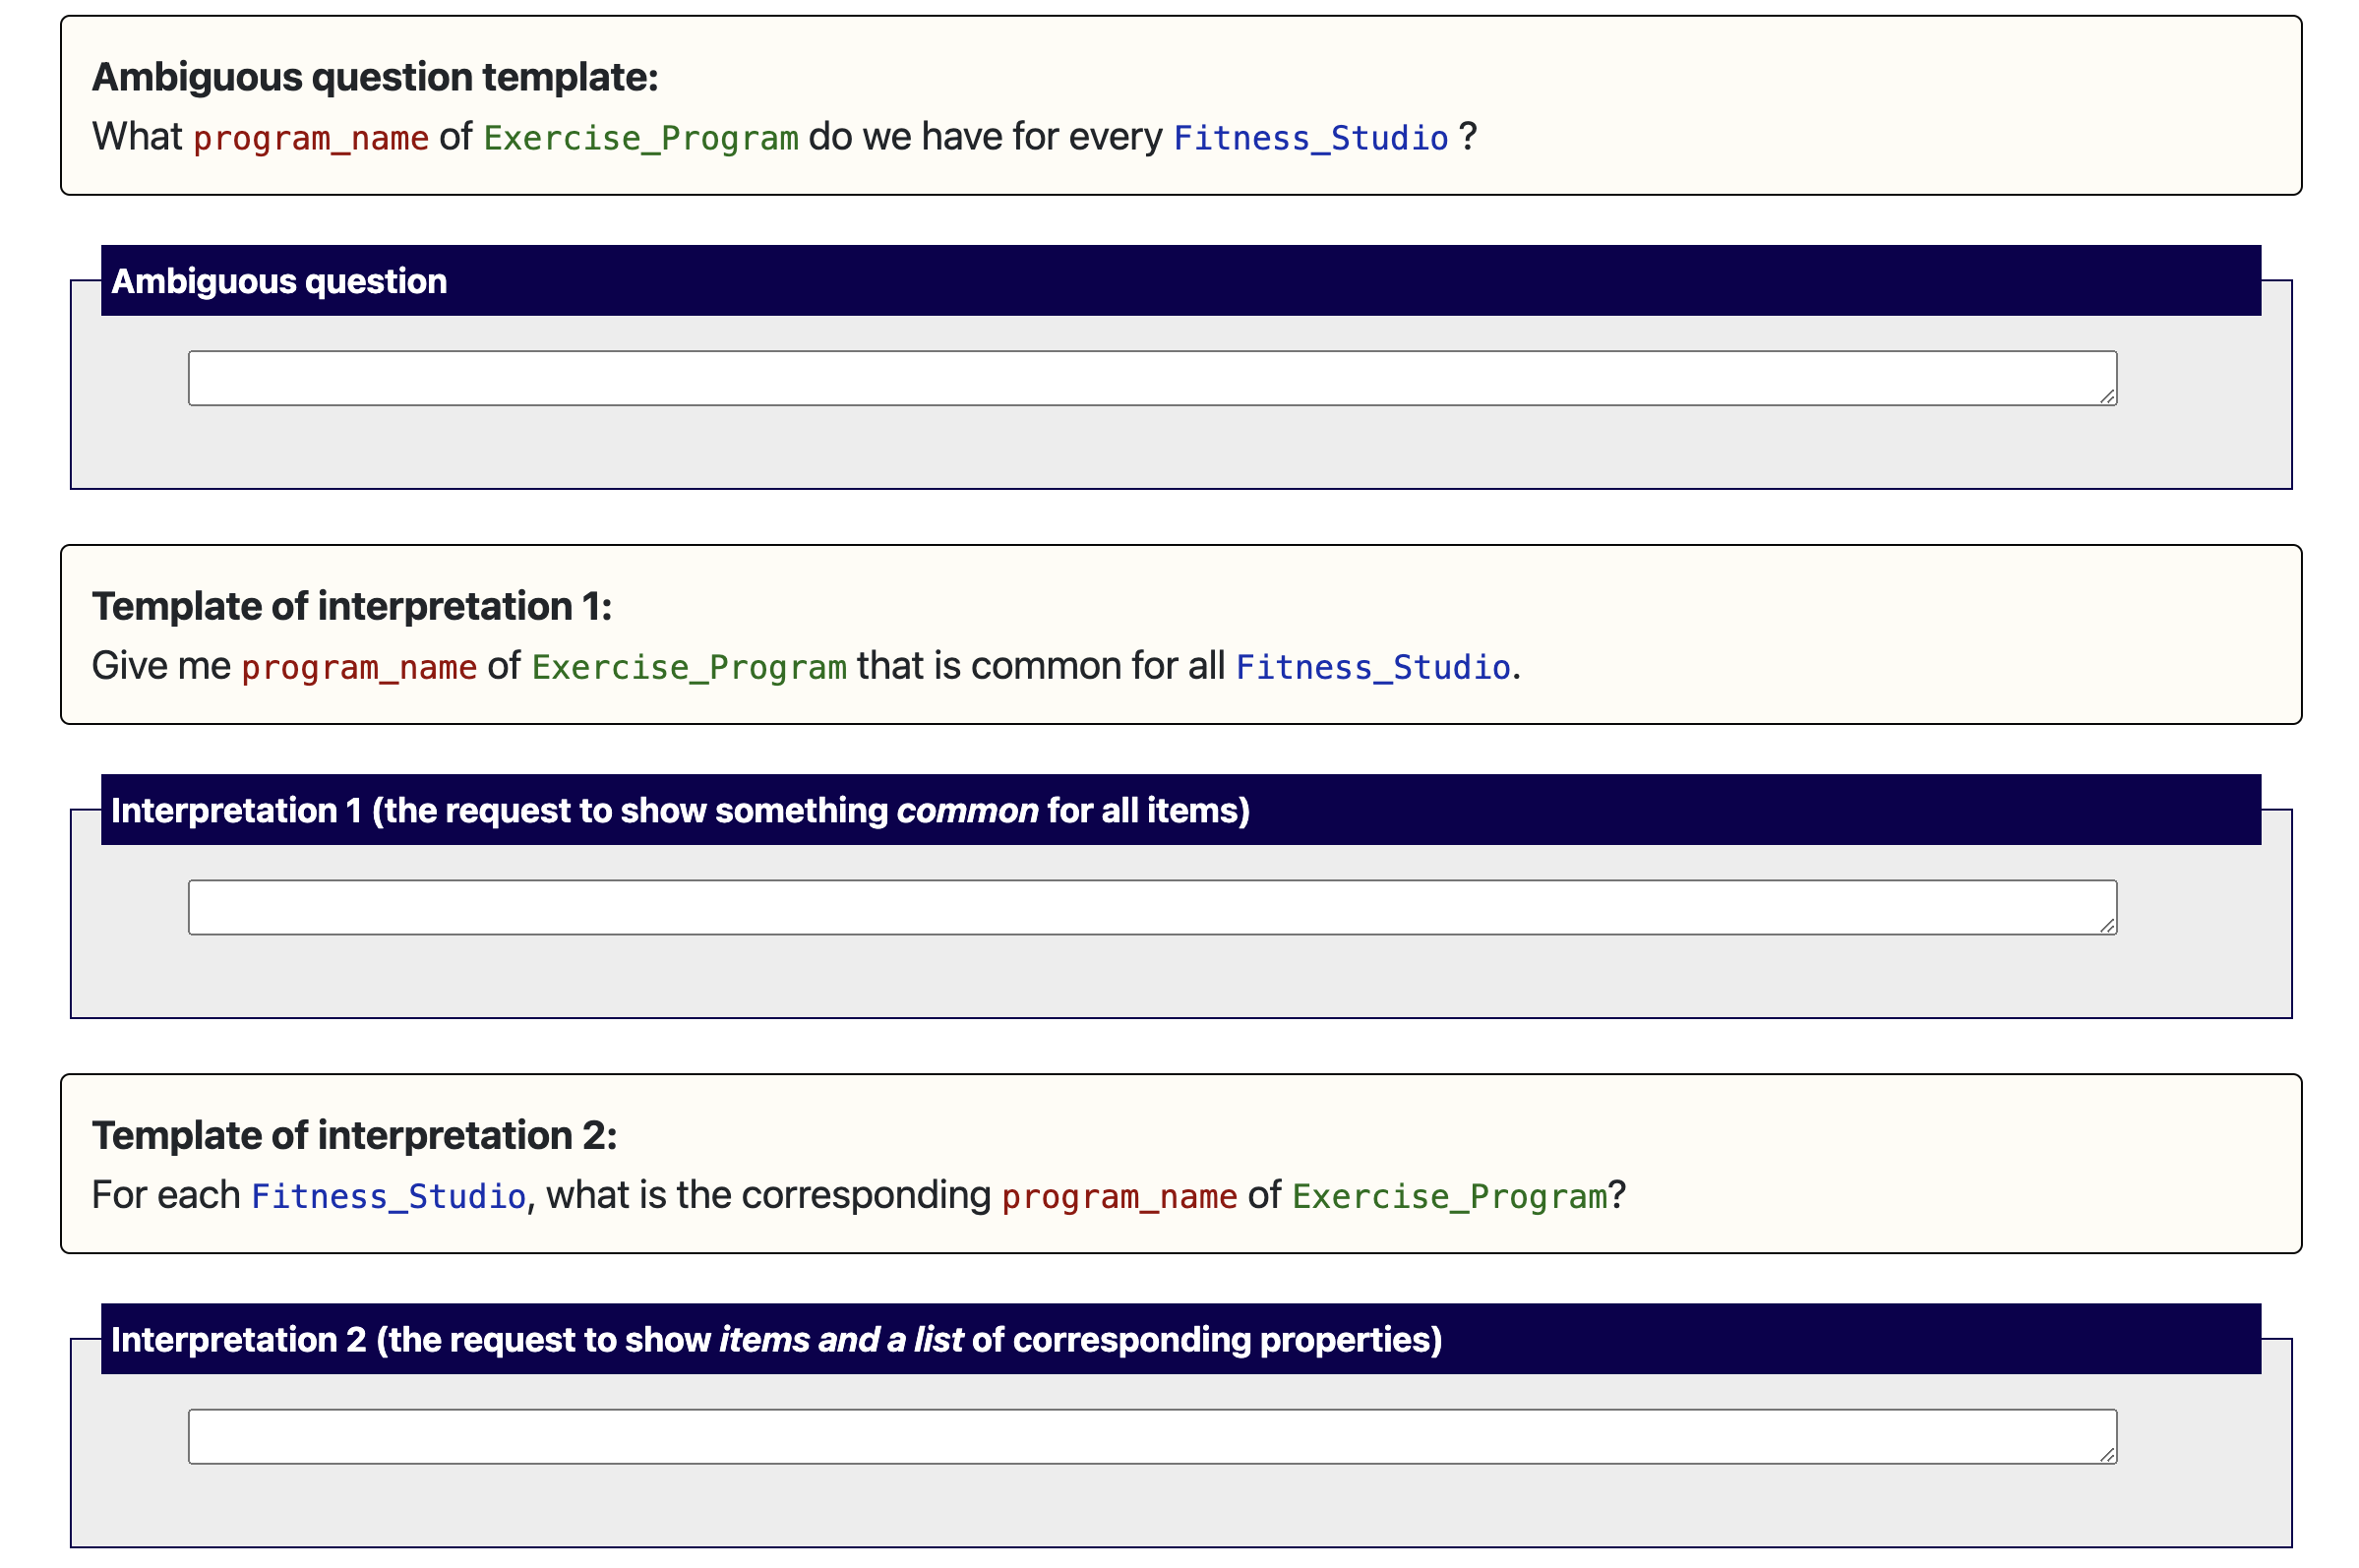 Ambiguous question template:
What program_name of Exercise_Program do we have for every Fitness_Studio ?
Ambiguous question
Template of interpretation 1:
Give me program_name of Exercise_Program that is common for all Fitness_Studio.
Interpretation 1 (the request to show something common for all items)
Template of interpretation 2:
For each Fitness_Studio, what is the corresponding program_name of Exercise_Program?
Interpretation 2 (the request to show items and a list of corresponding properties)